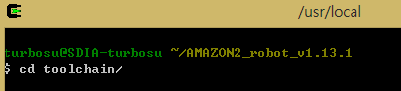 /usr/local
turbosu@SDIA-turbosu ~/AMAZON2_robot_v1.13.1
$ cd toolchain/